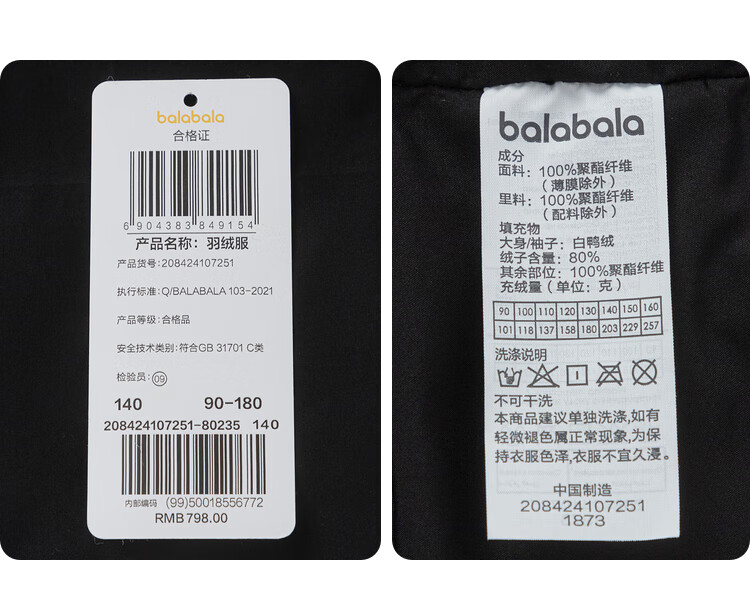 balabala
合格证
6 904383 849154
产品名称：羽绒服
产品货号：208424107251
执行标准：Q/BALABALA 103-2021
产品等级：合格品
安全技术类别：符合GB 31701 C类
检验员：09
140 90-180
208424107251-80235 140
内部编码 (99)50018556772
RMB 798.00
balabala
成分
面料：100%聚酯纤维
（薄膜除外）
里料：100%聚酯纤维
（配料除外）
填充物
大身/袖子：白鸭绒
绒子含量：80%
其余部位：100%聚酯纤维
充绒量（单位：克）
90 100 110 120 130 140 150 160
101 118 137 158 180 203 229 257
洗涤说明
不可干洗
本商品建议单独洗涤,如有
轻微褪色属正常现象,为保
持衣服色泽,衣服不宜久浸。
中国制造
208424107251
1873